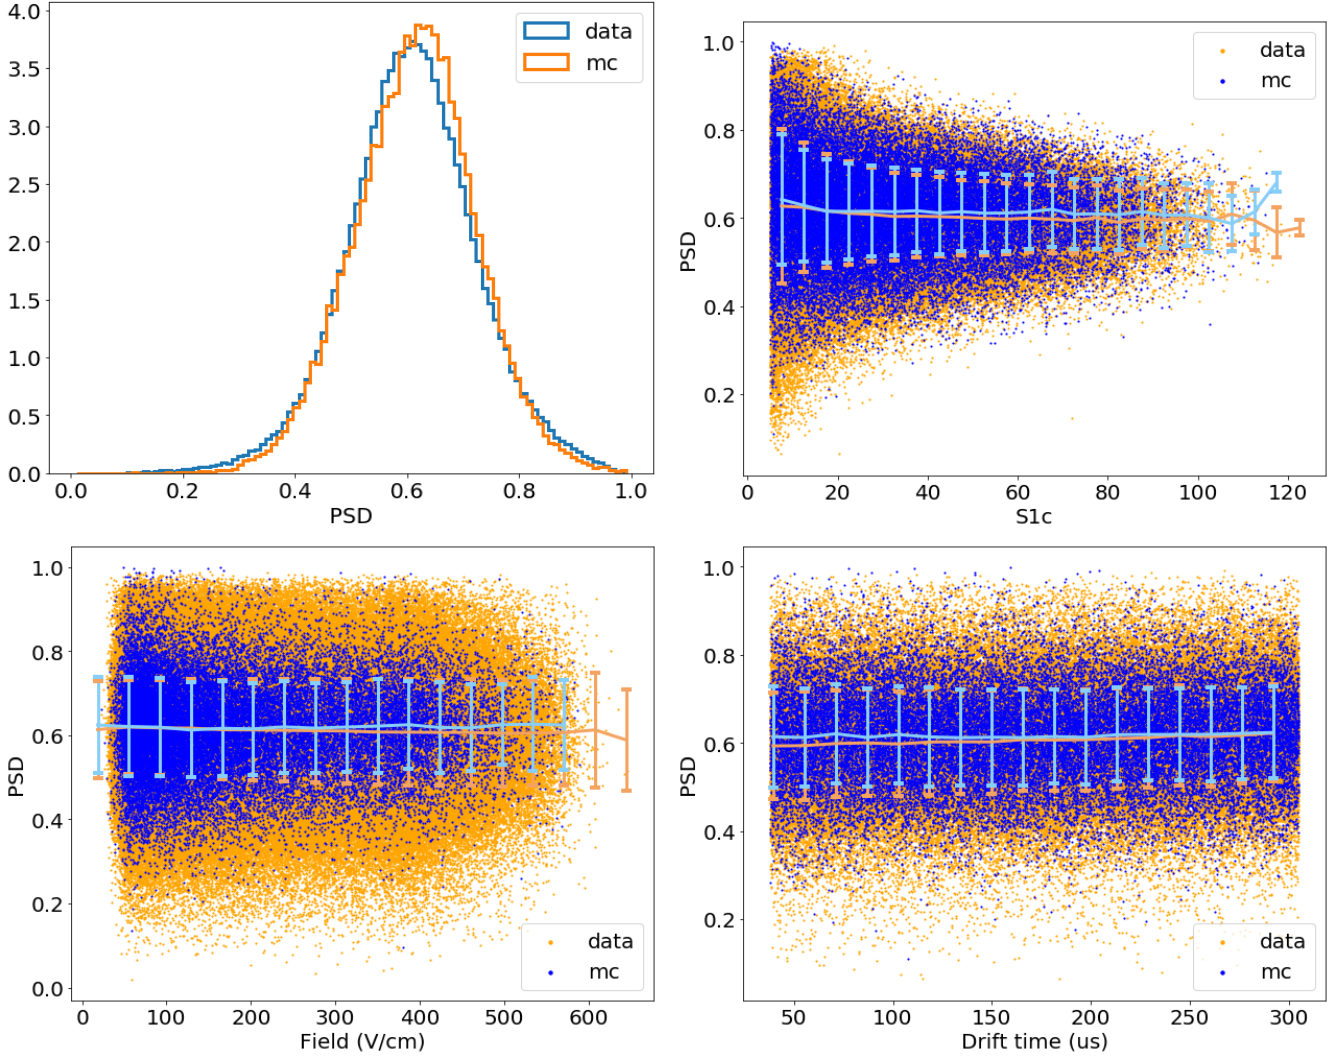 4.0
3.5
3.0
2.5
2.0
1.5
1.0
0.5
0.0
0.0 0.2 0.4 0.6 0.8 1.0
PSD
data
mc
1.0
0.8
0.6
0.4
0.2
PSD
0 20 40 60 80 100 120
S1c
data
mc
1.0
0.8
0.6
0.4
0.2
0.0
PSD
0 100 200 300 400 500 600
Field (V/cm)
data
mc
1.0
0.8
0.6
0.4
0.2
PSD
50 100 150 200 250 300
Drift time (us)
data
mc